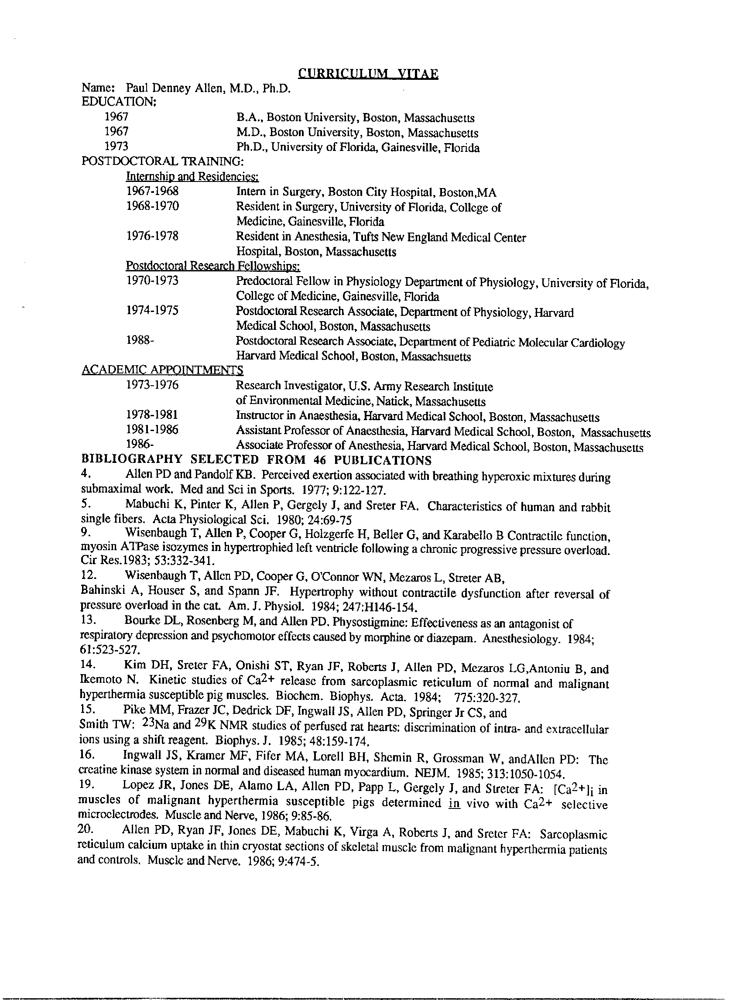 CURRICULUM VITAE
Name: Paul Denney Allen, M.D., Ph.D.
EDUCATION:
1967 B.A., Boston University, Boston, Massachusetts
1967 M.D., Boston University, Boston, Massachusetts
1973 Ph.D., University of Florida, Gainesville, Florida
POSTDOCTORAL TRAINING:
Internship and Residencies:
1967-1968 Intern in Surgery, Boston City Hospital, Boston,MA
1968-1970 Resident in Surgery, University of Florida, College of
Medicine, Gainesville, Florida
1976-1978 Resident in Anesthesia, Tufts New England Medical Center
Hospital, Boston, Massachusetts
Postdoctoral Research Fellowships:
1970-1973 Predoctoral Fellow in Physiology Department of Physiology, University of Florida,
College of Medicine, Gainesville, Florida
1974-1975 Postdoctoral Research Associate, Department of Physiology, Harvard
Medical School, Boston, Massachusetts
1988- Postdoctoral Research Associate, Department of Pediatric Molecular Cardiology
Harvard Medical School, Boston, Massachsuetts
ACADEMIC APPOINTMENTS
1973-1976 Research Investigator, U.S. Army Research Institute
of Environmental Medicine, Natick, Massachusetts
1978-1981 Instructor in Anaesthesia, Harvard Medical School, Boston, Massachusetts
1981-1986 Assistant Professor of Anaesthesia, Harvard Medical School, Boston, Massachusetts
1986- Associate Professor of Anesthesia, Harvard Medical School, Boston, Massachusetts
BIBLIOGRAPHY SELECTED FROM 46 PUBLICATIONS
4. Allen PD and Pandolf KB. Perceived exertion associated with breathing hyperoxic mixtures during
submaximal work. Med and Sci in Sports. 1977; 9:122-127.
5. Mabuchi K, Pinter K, Allen P, Gergely J, and Sreter FA. Characteristics of human and rabbit
single fibers. Acta Physiological Sci. 1980; 24:69-75
9. Wisenbaugh T, Allen P, Cooper G, Holzgerfe H, Beller G, and Karabello B Contractile function,
myosin ATPase isozymes in hypertrophied left ventricle following a chronic progressive pressure overload.
Cir Res.1983; 53:332-341.
12. Wisenbaugh T, Allen PD, Cooper G, O'Connor WN, Mezaros L, Streter AB,
Bahinski A, Houser S, and Spann JF. Hypertrophy without contractile dysfunction after reversal of
pressure overload in the cat. Am. J. Physiol. 1984; 247:H146-154.
13. Bourke DL, Rosenberg M, and Allen PD. Physostigmine: Effectiveness as an antagonist of
respiratory depression and psychomotor effects caused by morphine or diazepam. Anesthesiology. 1984;
61:523-527.
14. Kim DH, Sreter FA, Onishi ST, Ryan JF, Roberts J, Allen PD, Mezaros LG,Antoniu B, and
Ikemoto N. Kinetic studies of Ca2+ release from sarcoplasmic reticulum of normal and malignant
hyperthermia susceptible pig muscles. Biochem. Biophys. Acta. 1984; 775:320-327.
15. Pike MM, Frazer JC, Dedrick DF, Ingwall JS, Allen PD, Springer Jr CS, and
Smith TW: 23Na and 29K NMR studies of perfused rat hearts: discrimination of intra- and extracellular
ions using a shift reagent. Biophys. J. 1985; 48:159-174.
16. Ingwall JS, Kramer MF, Fifer MA, Lorell BH, Shemin R, Grossman W, andAllen PD: The
creatine kinase system in normal and diseased human myocardium. NEJM. 1985; 313:1050-1054.
19. Lopez JR, Jones DE, Alamo LA, Allen PD, Papp L, Gergely J, and Streter FA: [Ca2+]i in
muscles of malignant hyperthermia susceptible pigs determined in vivo with Ca2+ selective
microelectrodes. Muscle and Nerve, 1986; 9:85-86.
20. Allen PD, Ryan JF, Jones DE, Mabuchi K, Virga A, Roberts J, and Sreter FA: Sarcoplasmic
reticulum calcium uptake in thin cryostat sections of skeletal muscle from malignant hyperthermia patients
and controls. Muscle and Nerve. 1986; 9:474-5.